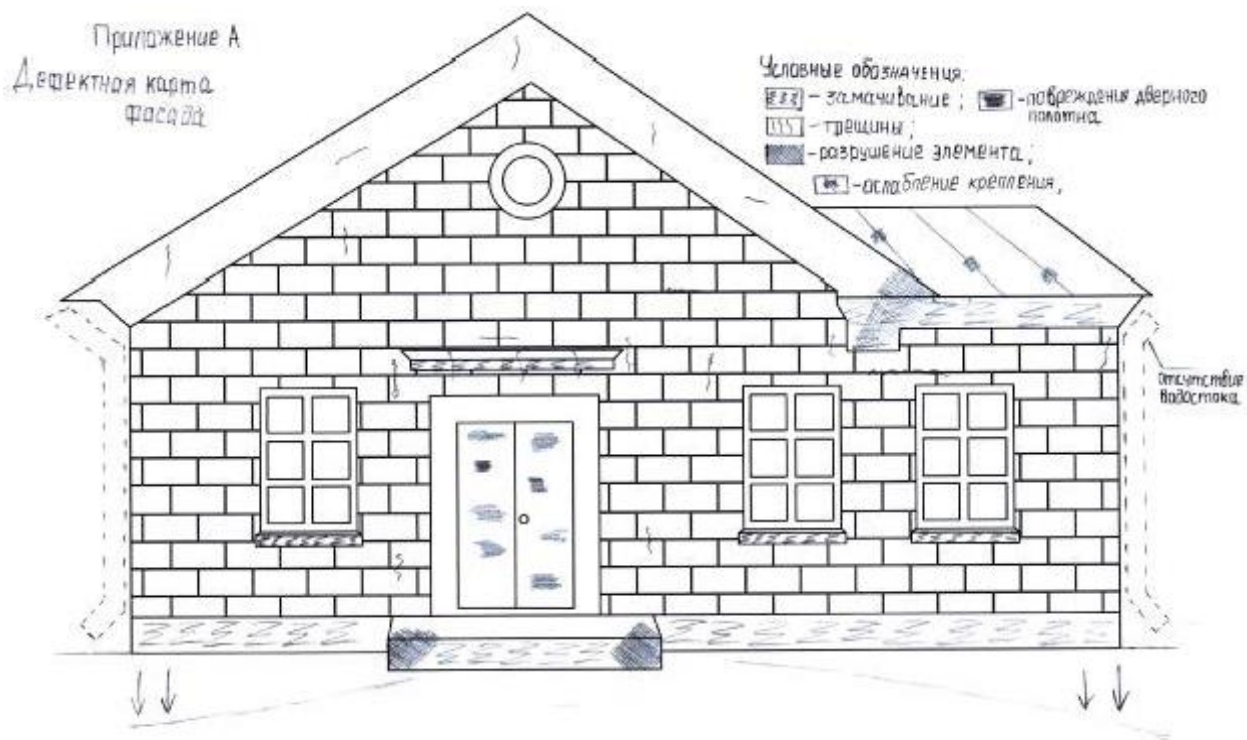 Приложение А
Дефектная карта
фасада
Условные обозначения:
- замачивание ; - повреждения дверного
полотна
- трещины ;
- разрушение элемента ;
- ослабление крепления,
отсутствие
водостока